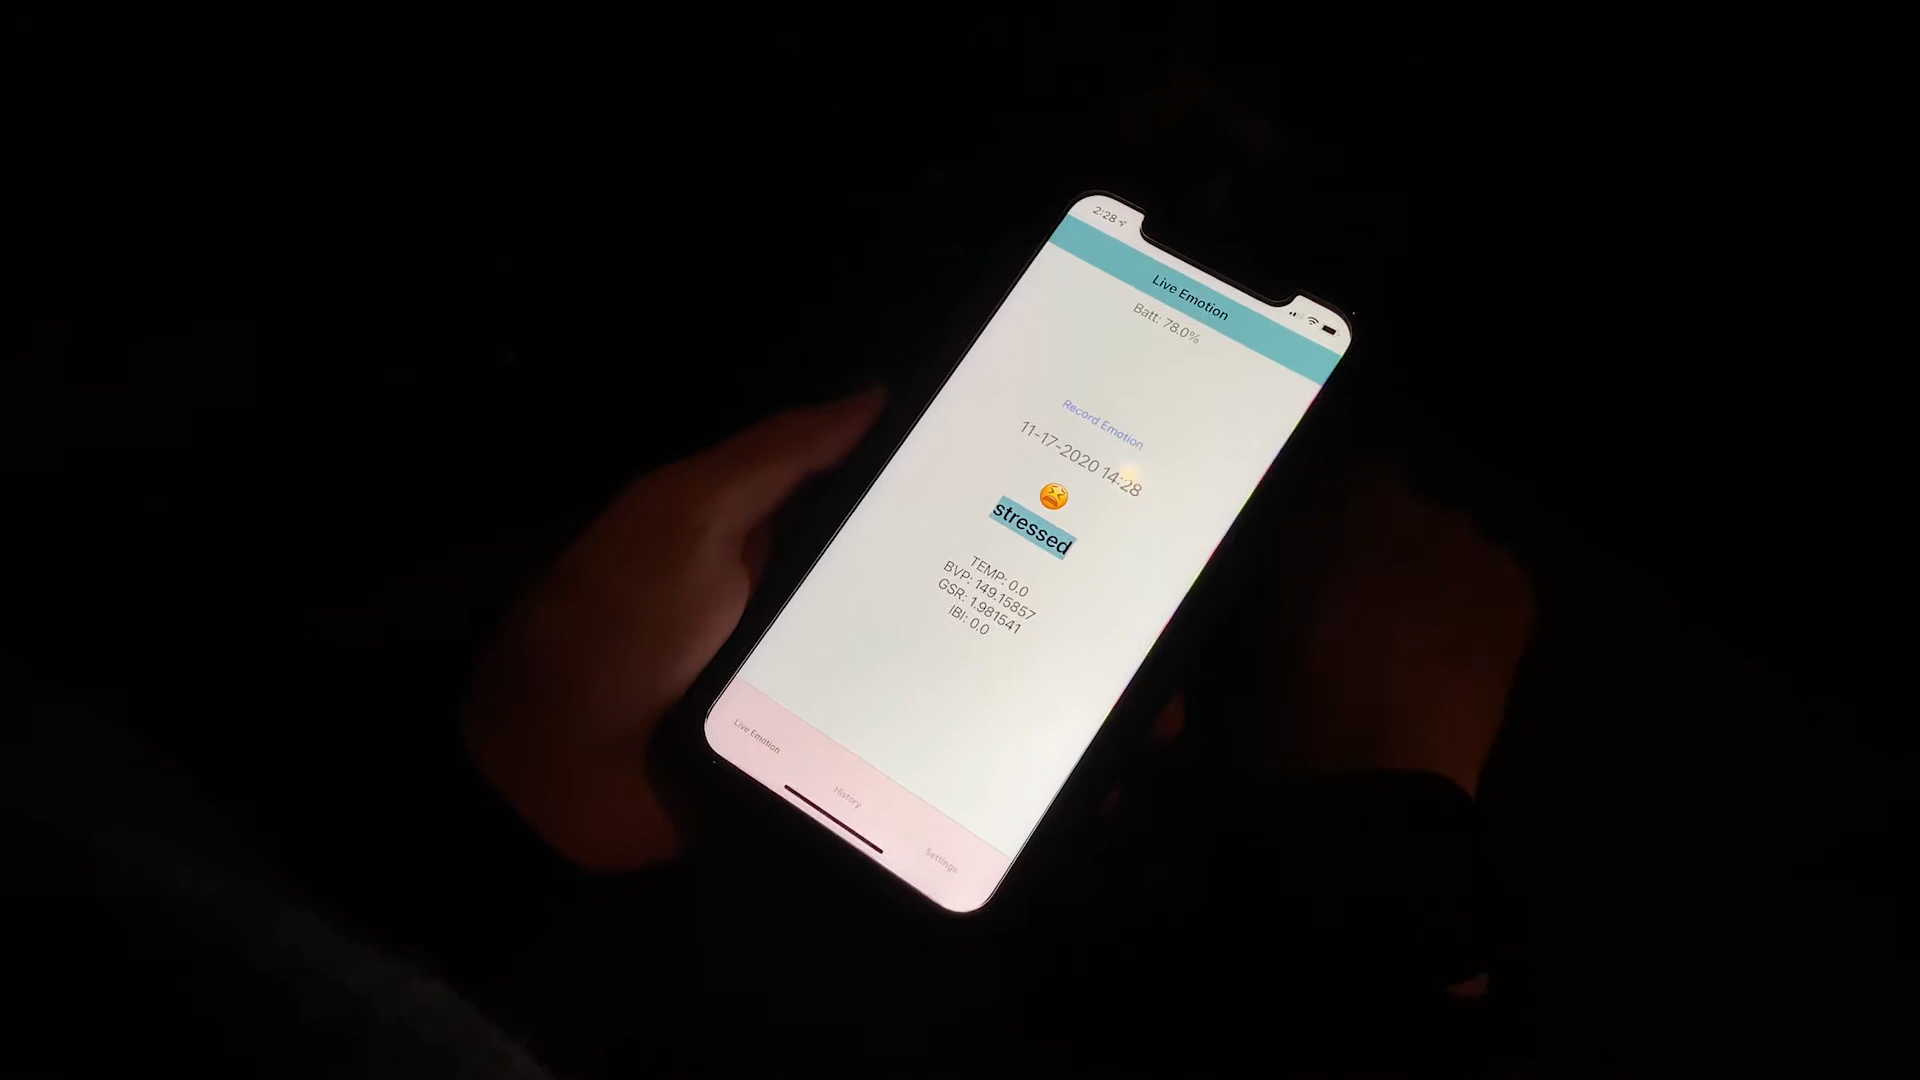 2:28
Live Emotion
Batt: 78.0%
Record Emotion
11-17-2020 14:28
stressed
TEMP: 0.0
BVP: 149.15857
GSR: 1.981541
IBI: 0.0
Live Emotion
History
Settings